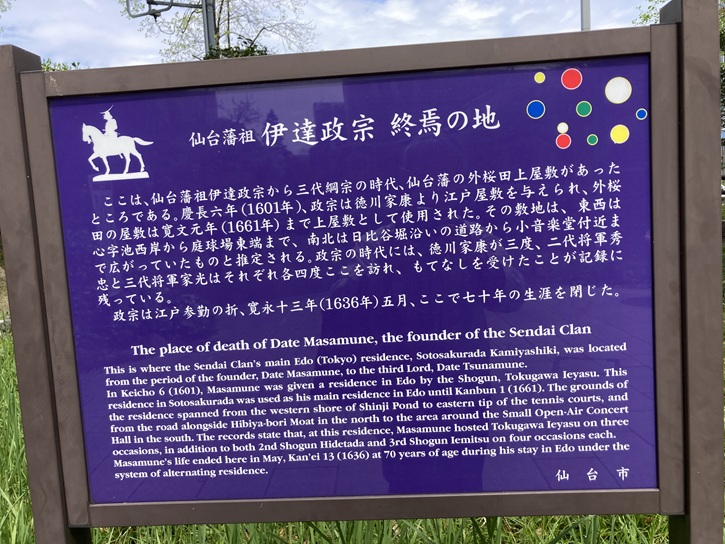 仙台藩祖 伊達政宗 終焉の地
ここは、仙台藩祖伊達政宗から三代綱宗の時代、仙台藩の外桜田上屋敷があった
ところである。慶長六年(1601年)、政宗は徳川家康より江戸屋敷を与えられ、外桜
田の屋敷は寛文元年(1661年)まで上屋敷として使用された。その敷地は、東西は
心字池西岸から庭球場東端まで、南北は日比谷堀沿いの道路から小音楽堂付近ま
で広がっていたものと推定される。政宗の時代には、徳川家康が三度、二代将軍秀
忠と三代将軍家光はそれぞれ各四度ここを訪れ、もてなしを受けたことが記録に
残っている。
政宗は江戸参勤の折、寛永十三年(1636年)五月、ここで七十年の生涯を閉じた。
The place of death of Date Masamune, the founder of the Sendai Clan
This is where the Sendai Clan's main Edo (Tokyo) residence, Sotosakurada Kamiyashiki, was located
from the period of the founder, Date Masamune, to the third Lord, Date Tsunamune.
In Keicho 6 (1601), Masamune was given a residence in Edo by the Shogun, Tokugawa Ieyasu. This
residence in Sotosakurada was used as his main residence in Edo until Kanbun 1 (1661). The grounds of
the residence spanned from the western shore of Shinji Pond to eastern tip of the tennis courts, and
from the road alongside Hibiya-bori Moat in the north to the area around the Small Open-Air Concert
Hall in the south. The records state that, at this residence, Masamune hosted Tokugawa Ieyasu on three
occasions, in addition to both 2nd Shogun Hidetada and 3rd Shogun Iemitsu on four occasions each.
Masamune's life ended here in May, Kan'ei 13 (1636) at 70 years of age during his stay in Edo under the
system of alternating residence.
仙台市